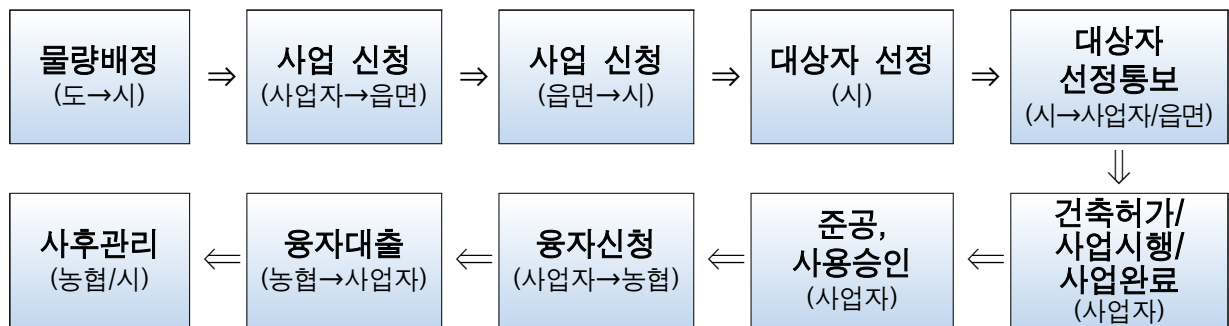 물량배정
(도→시)
⇒
사업 신청
(사업자→읍면)
⇒
사업 신청
(읍면→시)
⇒
대상자 선정
(시)
⇒
대상자
선정통보
(시→사업자/읍면)
⇓
건축허가/
사업시행/
사업완료
(사업자)
⇐
준공,
사용승인
(사업자)
⇐
융자신청
(사업자→농협)
⇐
융자대출
(농협→사업자)
⇐
사후관리
(농협/시)